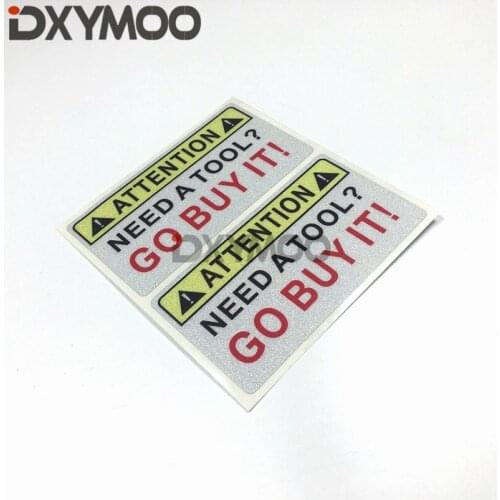 DXYMOO
ATTENTION
NEED A TOOL?
GO BUY IT!
DXYMOO
ATTENTION
NEED A TOOL?
GO BUY IT!